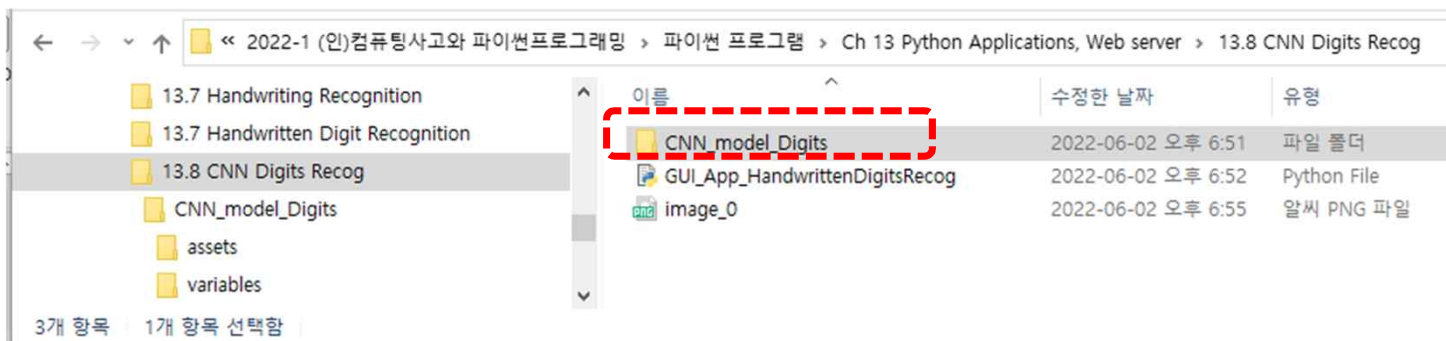 « 2022-1 (인)컴퓨팅사고와 파이썬프로그래밍 › 파이썬 프로그램 › Ch 13 Python Applications, Web server › 13.8 CNN Digits Recog
13.7 Handwriting Recognition
13.7 Handwritten Digit Recognition
13.8 CNN Digits Recog
CNN_model_Digits
assets
variables
이름 수정한 날짜 유형
CNN_model_Digits 2022-06-02 오후 6:51 파일 폴더
GUI_App_HandwrittenDigitsRecog 2022-06-02 오후 6:52 Python File
image_0 2022-06-02 오후 6:55 알씨 PNG 파일
3개 항목 1개 항목 선택함